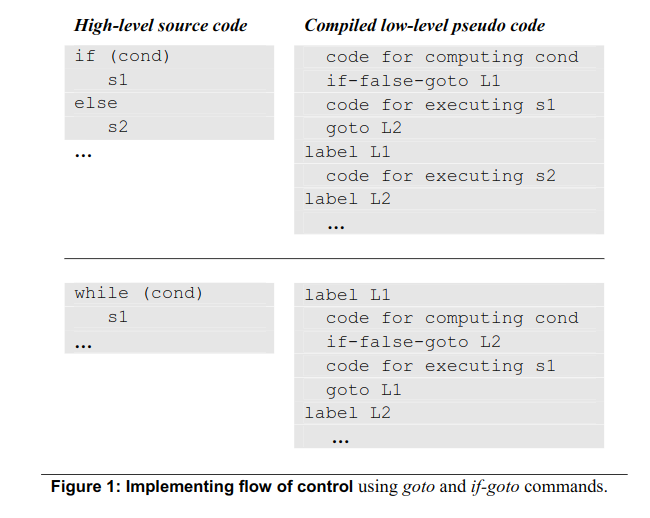 High-level source code
Compiled low-level pseudo code
if (cond)
s1
else
s2
...
code for computing cond
if-false-goto L1
code for executing s1
goto L2
label L1
code for executing s2
label L2
...
while (cond)
s1
...
label L1
code for computing cond
if-false-goto L2
code for executing s1
goto L1
label L2
...
Figure 1: Implementing flow of control using goto and if-goto commands.